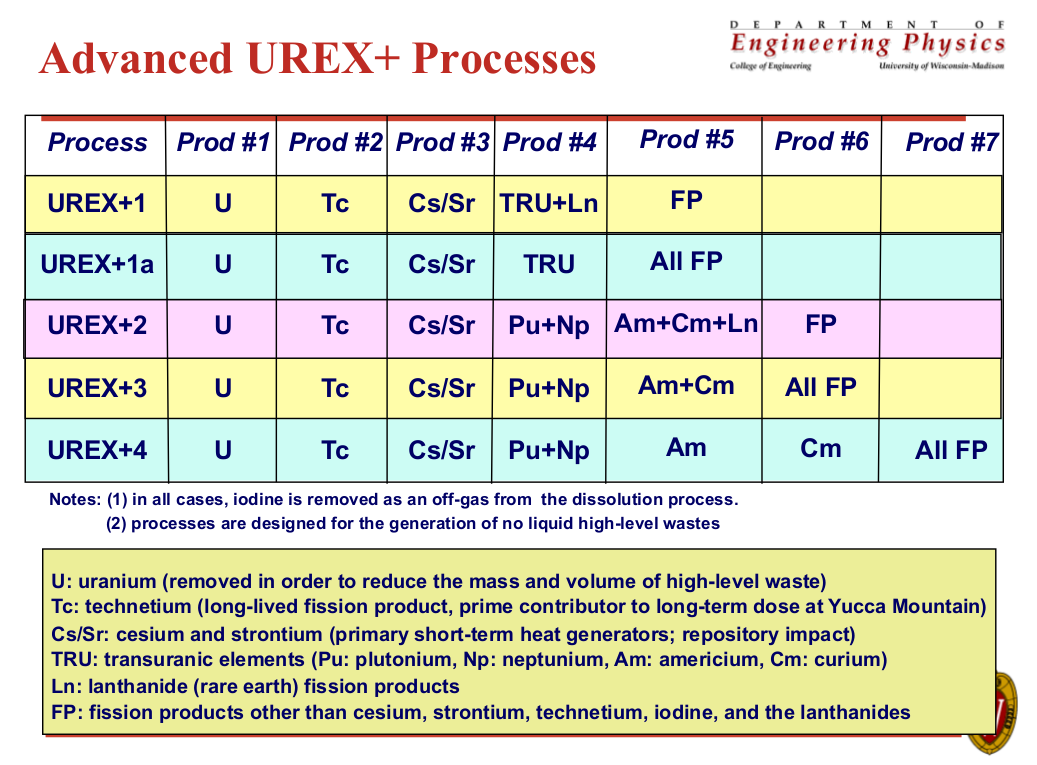 DEPARTMENT OF
Engineering Physics
College of Engineering University of Wisconsin-Madison
Advanced UREX+ Processes
Process Prod #1 Prod #2 Prod #3 Prod #4 Prod #5 Prod #6 Prod #7
UREX+1 U Tc Cs/Sr TRU+Ln FP
UREX+1a U Tc Cs/Sr TRU All FP
UREX+2 U Tc Cs/Sr Pu+Np Am+Cm+Ln FP
UREX+3 U Tc Cs/Sr Pu+Np Am+Cm All FP
UREX+4 U Tc Cs/Sr Pu+Np Am Cm All FP
Notes: (1) in all cases, iodine is removed as an off-gas from the dissolution process.
(2) processes are designed for the generation of no liquid high-level wastes
U: uranium (removed in order to reduce the mass and volume of high-level waste)
Tc: technetium (long-lived fission product, prime contributor to long-term dose at Yucca Mountain)
Cs/Sr: cesium and strontium (primary short-term heat generators; repository impact)
TRU: transuranic elements (Pu: plutonium, Np: neptunium, Am: americium, Cm: curium)
Ln: lanthanide (rare earth) fission products
FP: fission products other than cesium, strontium, technetium, iodine, and the lanthanides